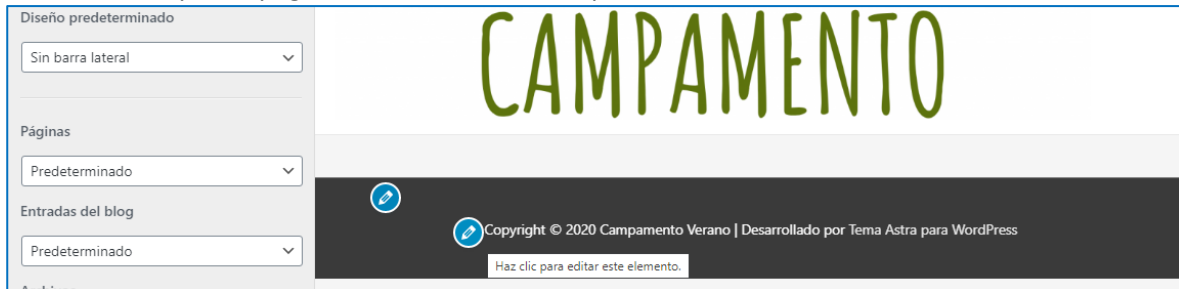 Diseño predeterminado
Sin barra lateral
Páginas
Predeterminado
Entradas del blog
Predeterminado
CAMPAMENTO
Copyright © 2020 Campamento Verano | Desarrollado por Tema Astra para WordPress
Haz clic para editar este elemento.